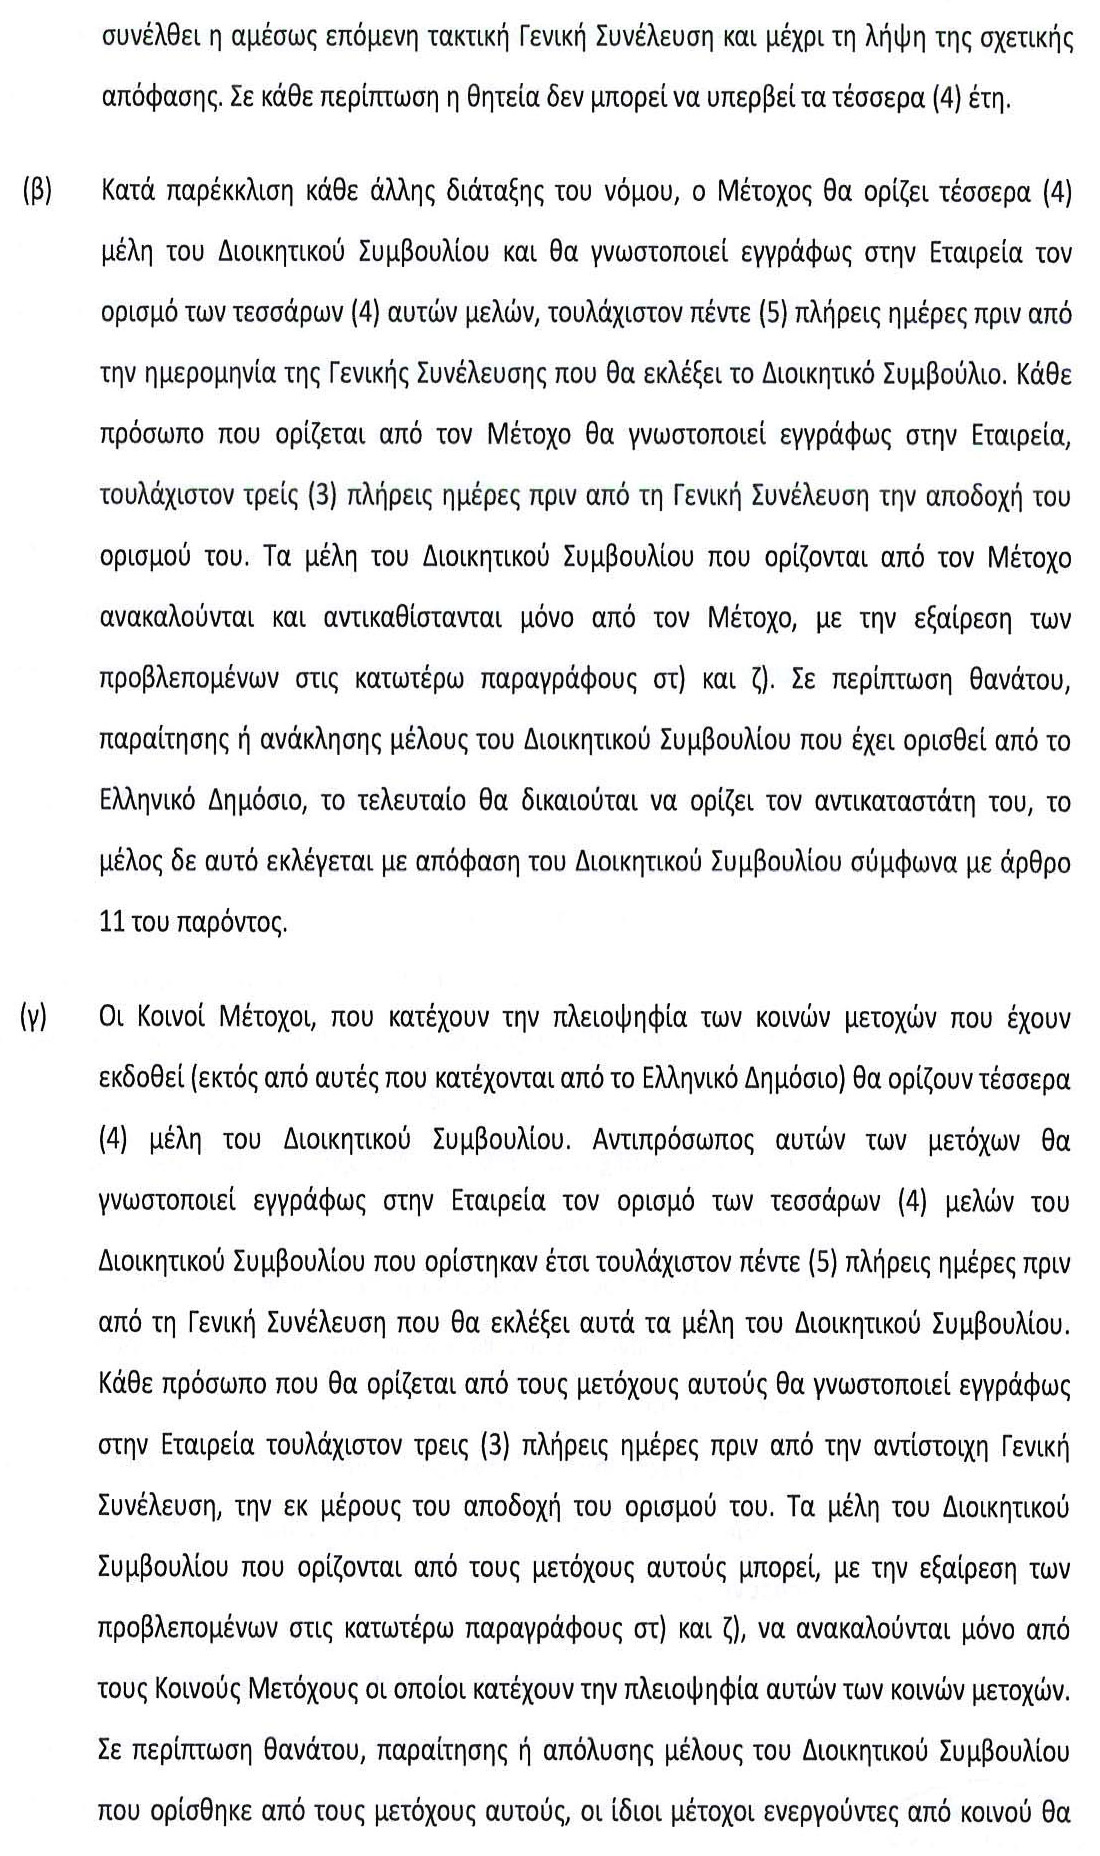 συνέλθει η αμέσως επόμενη τακτική Γενική Συνέλευση και μέχρι τη λήψη της σχετικής
απόφασης. Σε κάθε περίπτωση η θητεία δεν μπορεί να υπερβεί τα τέσσερα (4) έτη.
(β) Κατά παρέκκλιση κάθε άλλης διάταξης του νόμου, ο Μέτοχος θα ορίζει τέσσερα (4)
μέλη του Διοικητικού Συμβουλίου και θα γνωστοποιεί εγγράφως στην Εταιρεία τον
ορισμό των τεσσάρων (4) αυτών μελών, τουλάχιστον πέντε (5) πλήρεις ημέρες πριν από
την ημερομηνία της Γενικής Συνέλευσης που θα εκλέξει το Διοικητικό Συμβούλιο. Κάθε
πρόσωπο που ορίζεται από τον Μέτοχο θα γνωστοποιεί εγγράφως στην Εταιρεία,
τουλάχιστον τρείς (3) πλήρεις ημέρες πριν από τη Γενική Συνέλευση την αποδοχή του
ορισμού του. Τα μέλη του Διοικητικού Συμβουλίου που ορίζονται από τον Μέτοχο
ανακαλούνται και αντικαθίστανται μόνο από τον Μέτοχο, με την εξαίρεση των
προβλεπομένων στις κατωτέρω παραγράφους στ) και ζ). Σε περίπτωση θανάτου,
παραίτησης ή ανάκλησης μέλους του Διοικητικού Συμβουλίου που έχει ορισθεί από το
Ελληνικό Δημόσιο, το τελευταίο θα δικαιούται να ορίζει τον αντικαταστάτη του, το
μέλος δε αυτό εκλέγεται με απόφαση του Διοικητικού Συμβουλίου σύμφωνα με άρθρο
11 του παρόντος.
(γ) Οι Κοινοί Μέτοχοι, που κατέχουν την πλειοψηφία των κοινών μετοχών που έχουν
εκδοθεί (εκτός από αυτές που κατέχονται από το Ελληνικό Δημόσιο) θα ορίζουν τέσσερα
(4) μέλη του Διοικητικού Συμβουλίου. Αντιπρόσωπος αυτών των μετόχων θα
γνωστοποιεί εγγράφως στην Εταιρεία τον ορισμό των τεσσάρων (4) μελών του
Διοικητικού Συμβουλίου που ορίστηκαν έτσι τουλάχιστον πέντε (5) πλήρεις ημέρες πριν
από τη Γενική Συνέλευση που θα εκλέξει αυτά τα μέλη του Διοικητικού Συμβουλίου.
Κάθε πρόσωπο που θα ορίζεται από τους μετόχους αυτούς θα γνωστοποιεί εγγράφως
στην Εταιρεία τουλάχιστον τρεις (3) πλήρεις ημέρες πριν από την αντίστοιχη Γενική
Συνέλευση, την εκ μέρους του αποδοχή του ορισμού του. Τα μέλη του Διοικητικού
Συμβουλίου που ορίζονται από τους μετόχους αυτούς μπορεί, με την εξαίρεση των
προβλεπομένων στις κατωτέρω παραγράφους στ) και ζ), να ανακαλούνται μόνο από
τους Κοινούς Μετόχους οι οποίοι κατέχουν την πλειοψηφία αυτών των κοινών μετοχών.
Σε περίπτωση θανάτου, παραίτησης ή απόλυσης μέλους του Διοικητικού Συμβουλίου
που ορίσθηκε από τους μετόχους αυτούς, οι ίδιοι μέτοχοι ενεργούντες από κοινού θα